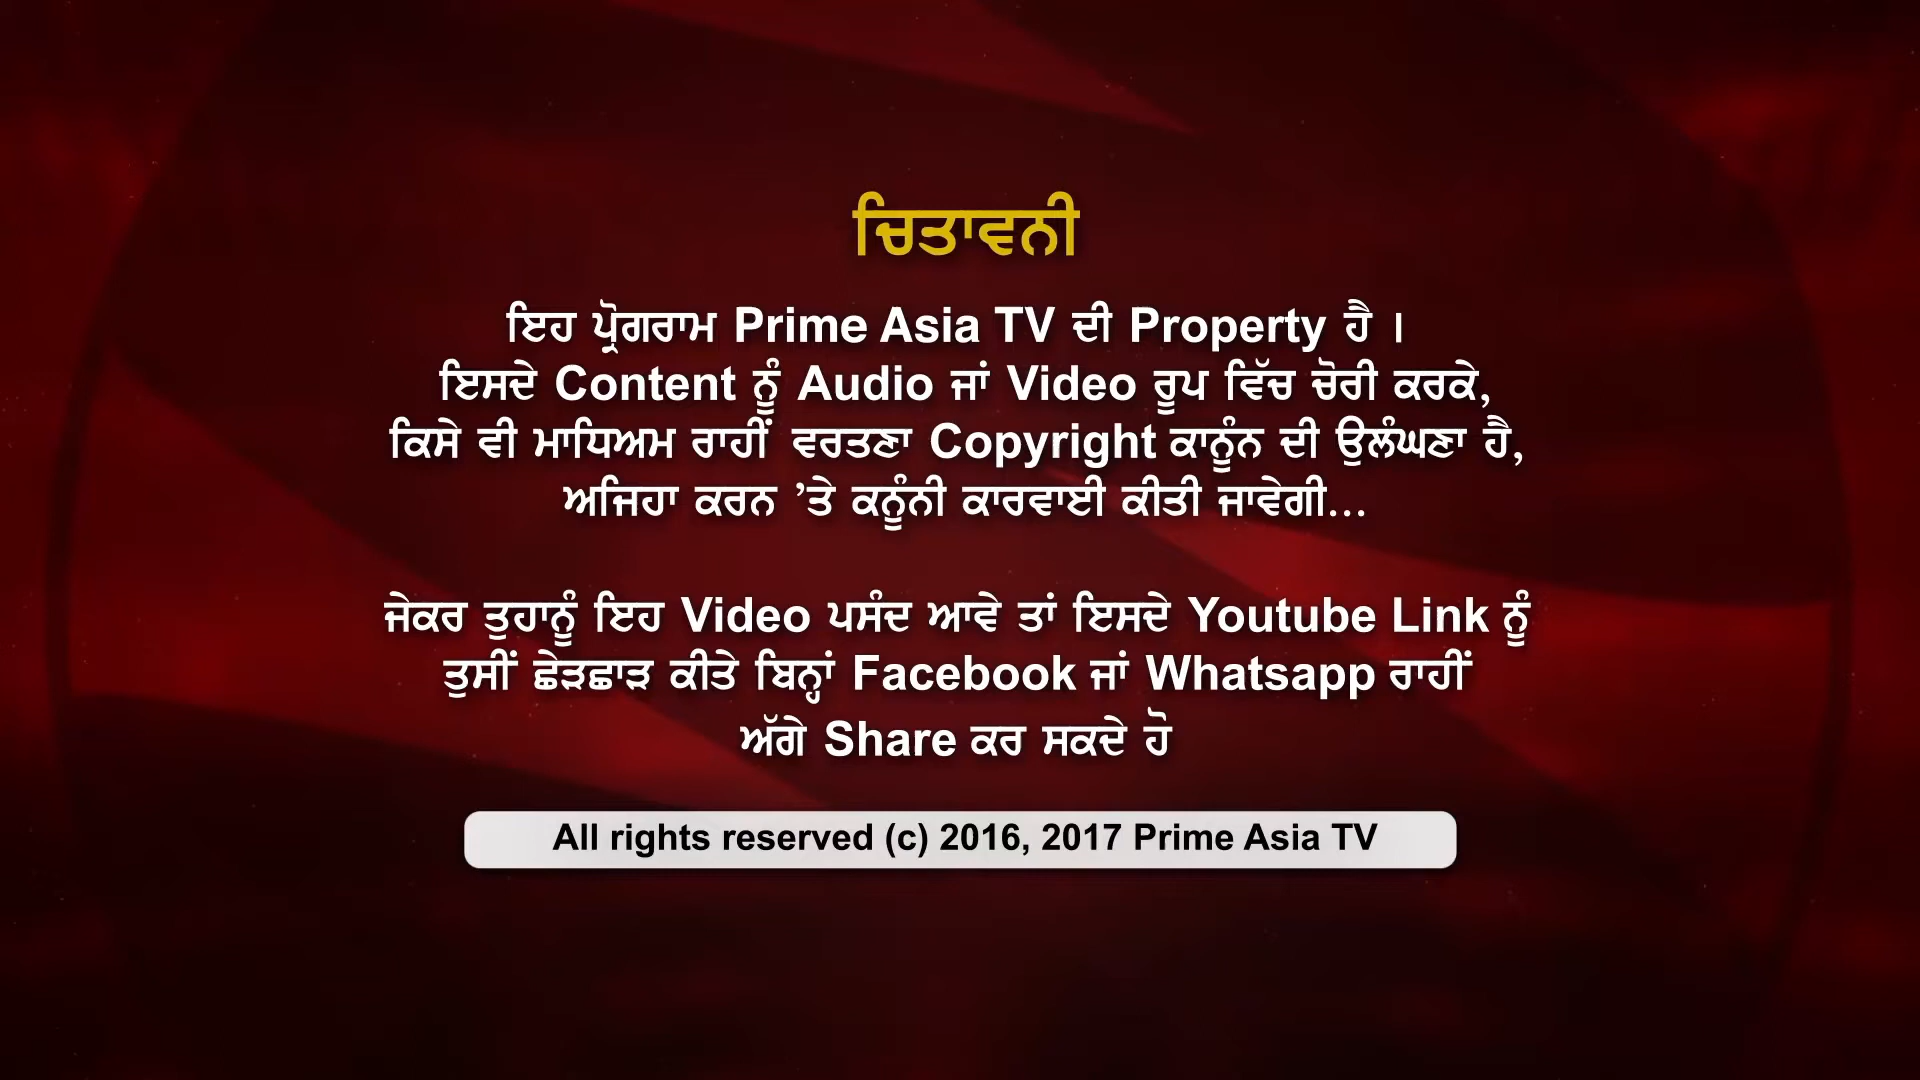 ਚਿਤਾਵਨੀ
ਇਹ ਪ੍ਰੋਗਰਾਮ Prime Asia TV ਦੀ Property ਹੈ ।
ਇਸਦੇ Content ਨੂੰ Audio ਜਾਂ Video ਰੂਪ ਵਿੱਚ ਚੋਰੀ ਕਰਕੇ,
ਕਿਸੇ ਵੀ ਮਾਧਿਅਮ ਰਾਹੀਂ ਵਰਤਣਾ Copyright ਕਾਨੂੰਨ ਦੀ ਉਲੰਘਣਾ ਹੈ,
ਅਜਿਹਾ ਕਰਨ ’ਤੇ ਕਨੂੰਨੀ ਕਾਰਵਾਈ ਕੀਤੀ ਜਾਵੇਗੀ...
ਜੇਕਰ ਤੁਹਾਨੂੰ ਇਹ Video ਪਸੰਦ ਆਵੇ ਤਾਂ ਇਸਦੇ Youtube Link ਨੂੰ
ਤੁਸੀਂ ਛੇੜਛਾੜ ਕੀਤੇ ਬਿਨ੍ਹਾਂ Facebook ਜਾਂ Whatsapp ਰਾਹੀਂ
ਅੱਗੇ Share ਕਰ ਸਕਦੇ ਹੋ
All rights reserved (c) 2016, 2017 Prime Asia TV